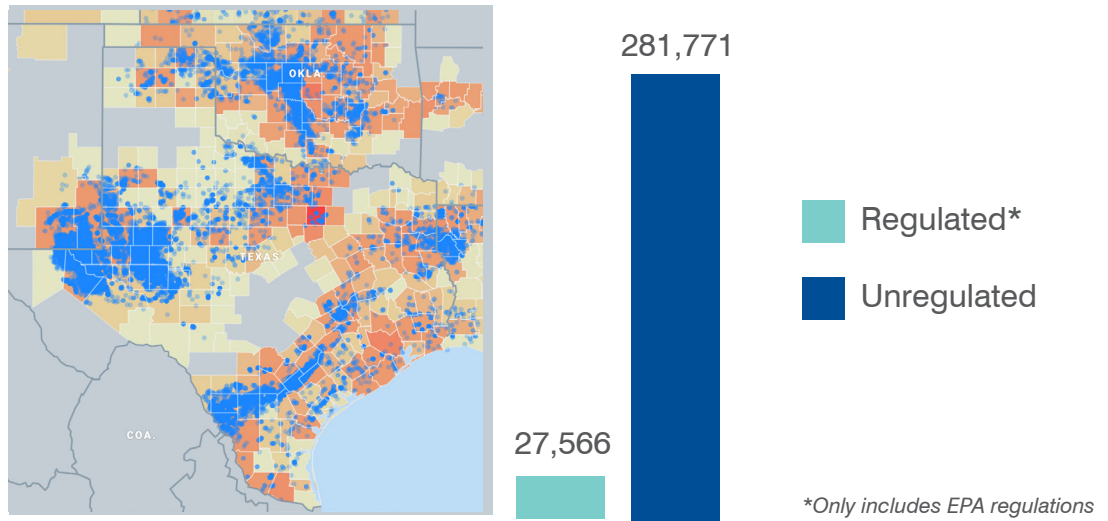 OKLA.
TEXAS
COA.
281,771
27,566
Regulated*
Unregulated
*Only includes EPA regulations